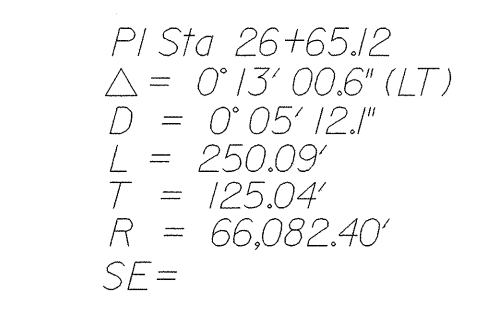 PI Sta 26+65.12
Δ = 0° 13' 00.6" (LT)
D = 0° 05' 12.1"
L = 250.09'
T = 125.04'
R = 66,082.40'
SE=